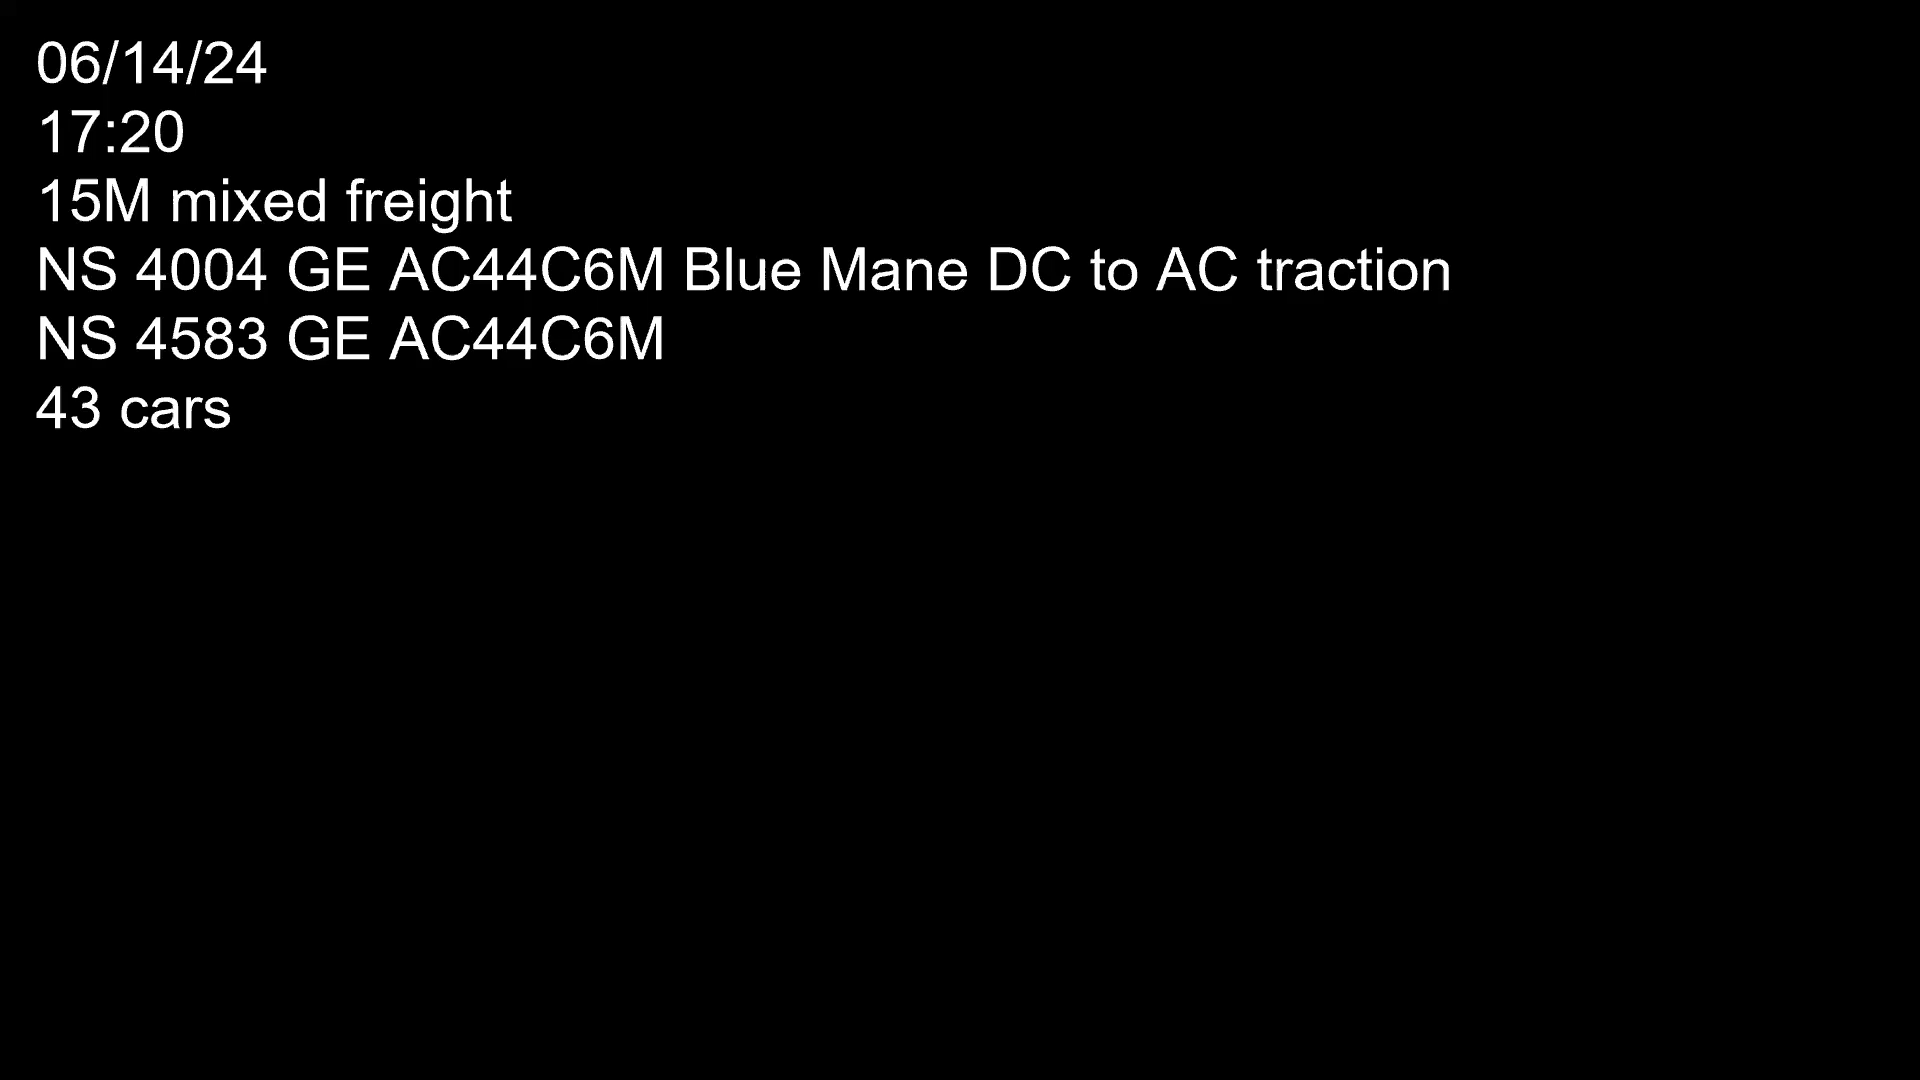 06/14/24
17:20
15M mixed freight
NS 4004 GE AC44C6M Blue Mane DC to AC traction
NS 4583 GE AC44C6M
43 cars